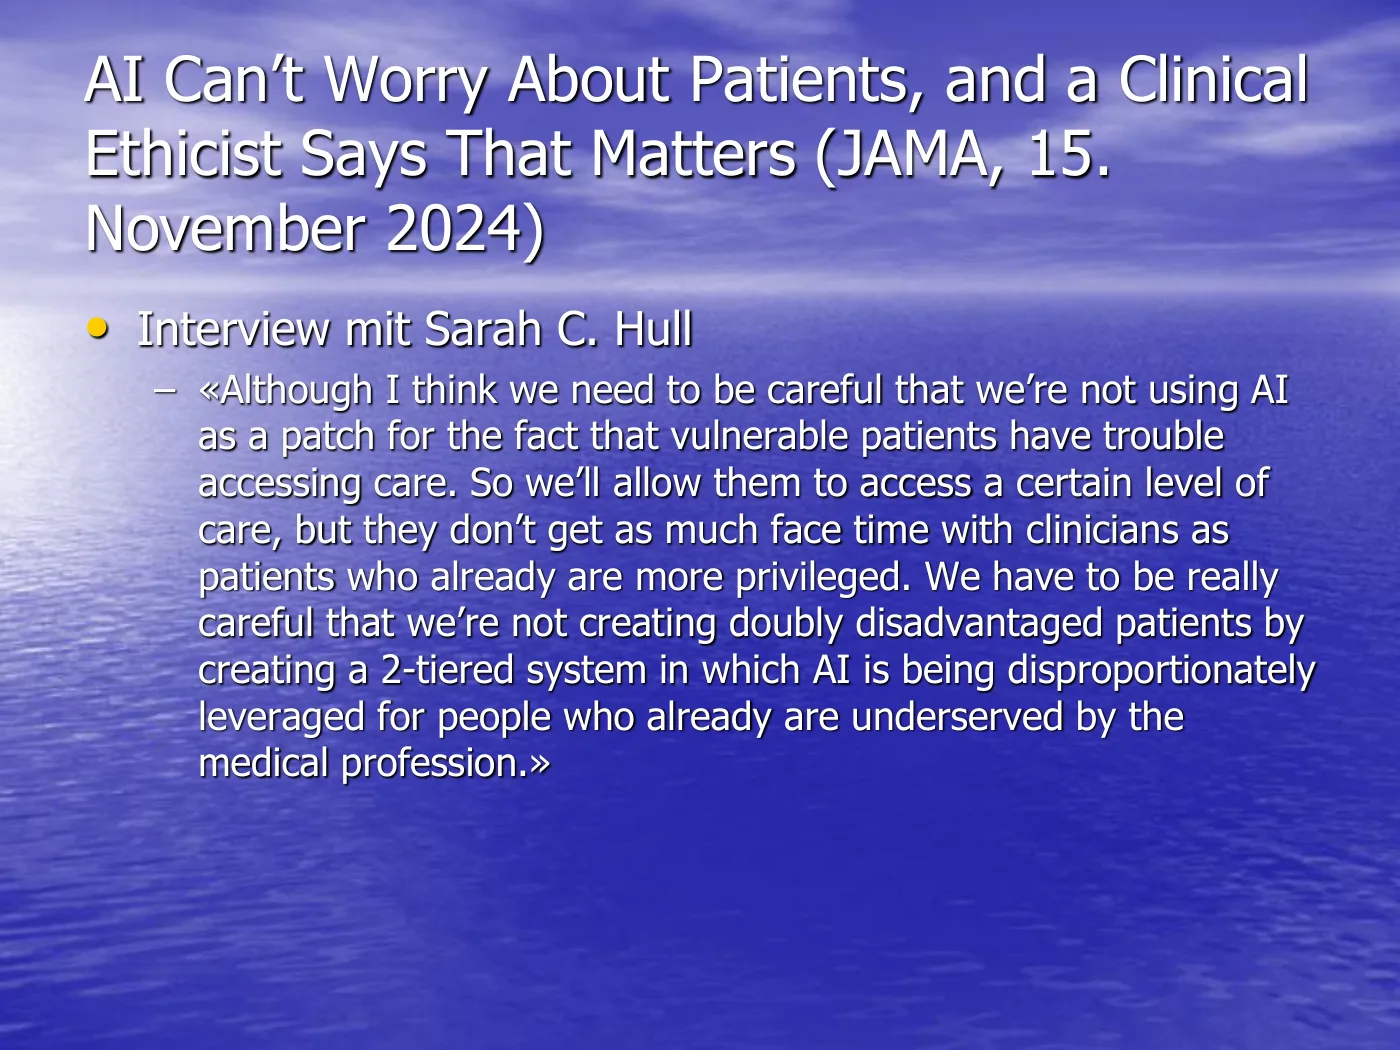 AI Can’t Worry About Patients, and a Clinical
Ethicist Says That Matters (JAMA, 15.
November 2024)
• Interview mit Sarah C. Hull
– «Although I think we need to be careful that we’re not using AI
as a patch for the fact that vulnerable patients have trouble
accessing care. So we’ll allow them to access a certain level of
care, but they don’t get as much face time with clinicians as
patients who already are more privileged. We have to be really
careful that we’re not creating doubly disadvantaged patients by
creating a 2-tiered system in which AI is being disproportionately
leveraged for people who already are underserved by the
medical profession.»